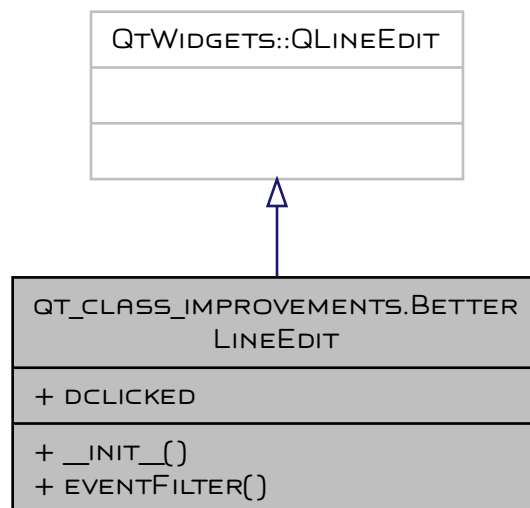 QtWidgets::QLineEdit
qt_class_improvements.Better
LineEdit
+ dclicked
+ __init__()
+ eventFilter()